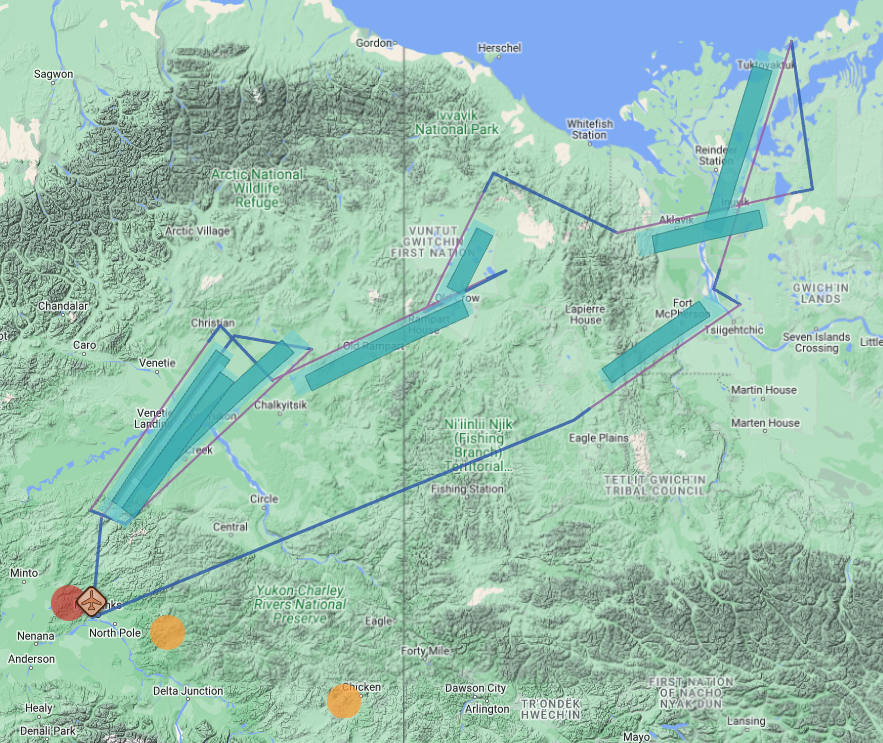 Gordon
Herschel
Sagwon
Tuktoyaktuk
Ivvavik
National Park
Whitefish
Station
Reindeer
Station
Arctic National
Wildlife
Refuge
Inuvik
Aklavik
Arctic Village
VUNTUT
GWITCHIN
FIRST NATION
GWICH'IN
LANDS
Chandalar
Lapierre
House
Fort
McPherson
Tsiigehtchic
Christian
Rampart
House
Old Rampart
Seven Islands
Crossing
Little
Caro
Venetie
Chalkyitsik
Martin House
Venetie
Landing
Yukon
Creek
Ni'iinlii Njik
(Fishing
Branch)
Territorial...
Marten House
Eagle Plains
Fishing Station
TETLIT GWICH'IN
TRIBAL COUNCIL
Circle
Central
Minto
Yukon-Charley
Rivers National
Preserve
Eagle
Nenana
North Pole
Anderson
Forty Mile
Delta Junction
Chicken
Dawson City
Arlington
TR'ONDËK
HWËCH'IN
FIRST NATION
OF NACHO
NYAK DUN
Healy
Denali Park
Lansing
Mayo